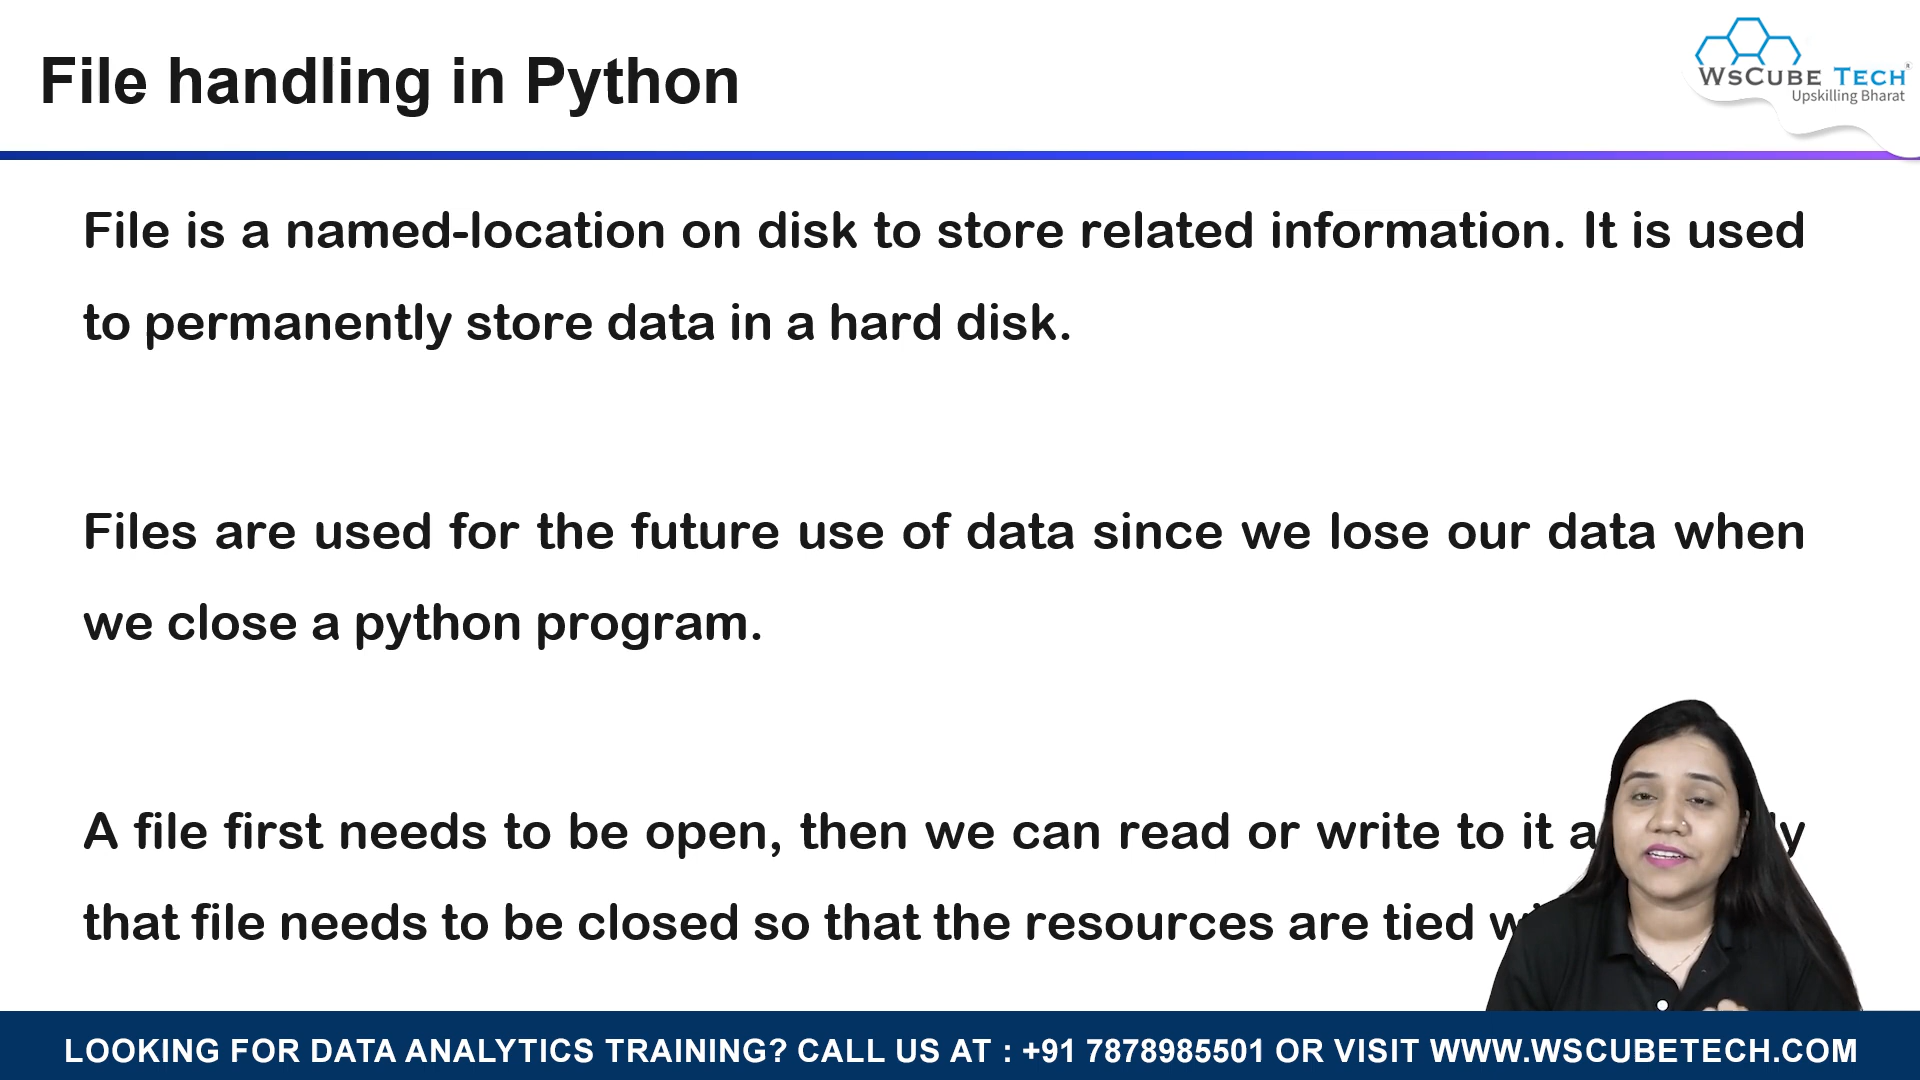 File handling in Python
WSCUBE TECH
Upskilling Bharat
File is a named-location on disk to store related information. It is used
to permanently store data in a hard disk.
Files are used for the future use of data since we lose our data when
we close a python program.
A file first needs to be open, then we can read or write to it
that file needs to be closed so that the resources are tied
LOOKING FOR DATA ANALYTICS TRAINING? CALL US AT : +91 7878985501 OR VISIT WWW.WSCUBETECH.COM